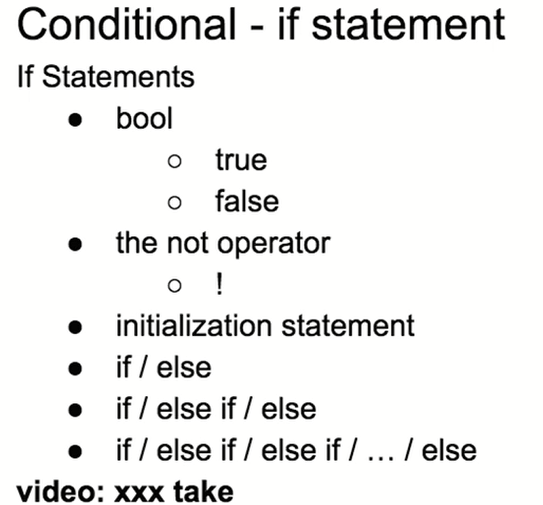 Conditional - if statement
If Statements
● bool
○ true
○ false
● the not operator
○ !
● initialization statement
● if / else
● if / else if / else
● if / else if / else if / … / else
video: xxx take